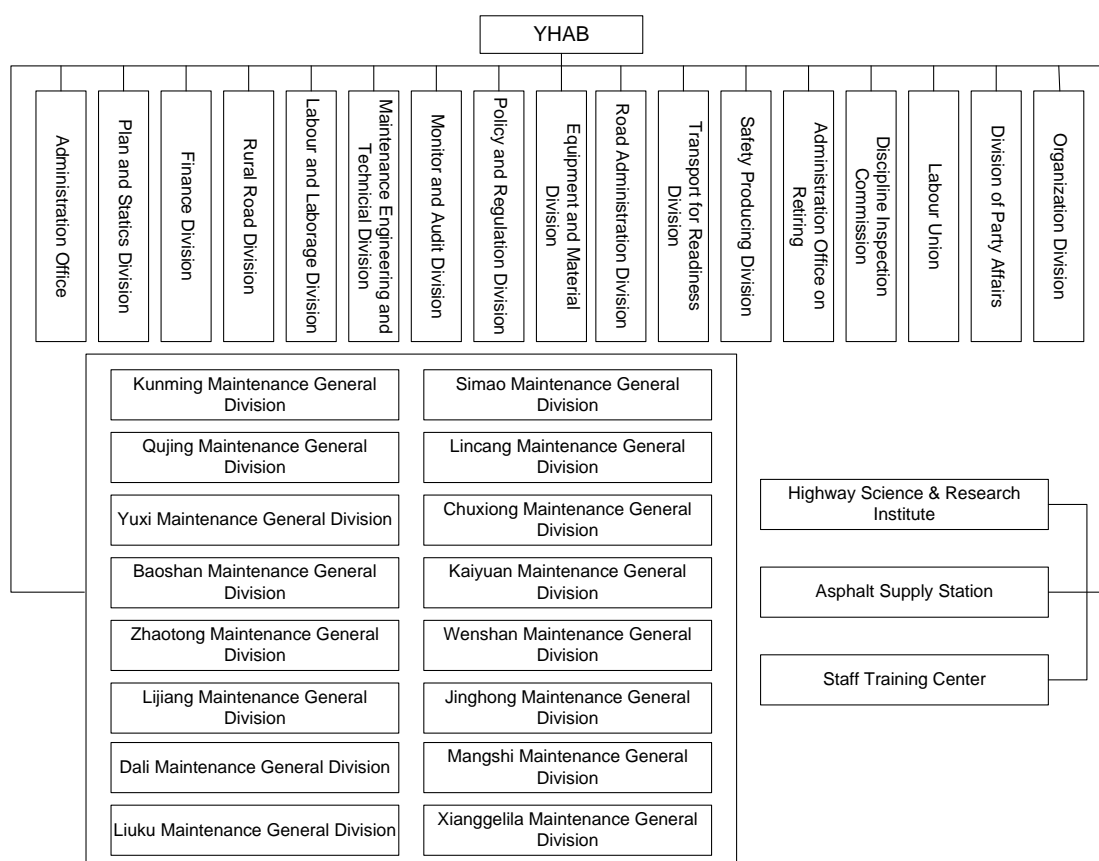 YHAB
Administration Office
Plan and Statics Division
Finance Division
Rural Road Division
Labour and Laborage Division
Maintenance Engineering and
Technicial Division
Monitor and Audit Division
Policy and Regulation Division
Equipment and Material
Division
Road Administration Division
Transport for Readiness
Division
Safety Producing Division
Administration Office on
Retiring
Discipline Inspection
Commission
Labour Union
Division of Party Affairs
Organization Division
Kunming Maintenance General
Division
Simao Maintenance General
Division
Qujing Maintenance General
Division
Lincang Maintenance General
Division
Yuxi Maintenance General Division
Chuxiong Maintenance General
Division
Baoshan Maintenance General
Division
Kaiyuan Maintenance General
Division
Zhaotong Maintenance General
Division
Wenshan Maintenance General
Division
Lijiang Maintenance General
Division
Jinghong Maintenance General
Division
Dali Maintenance General Division
Mangshi Maintenance General
Division
Liuku Maintenance General Division
Xianggelila Maintenance General
Division
Highway Science & Research
Institute
Asphalt Supply Station
Staff Training Center